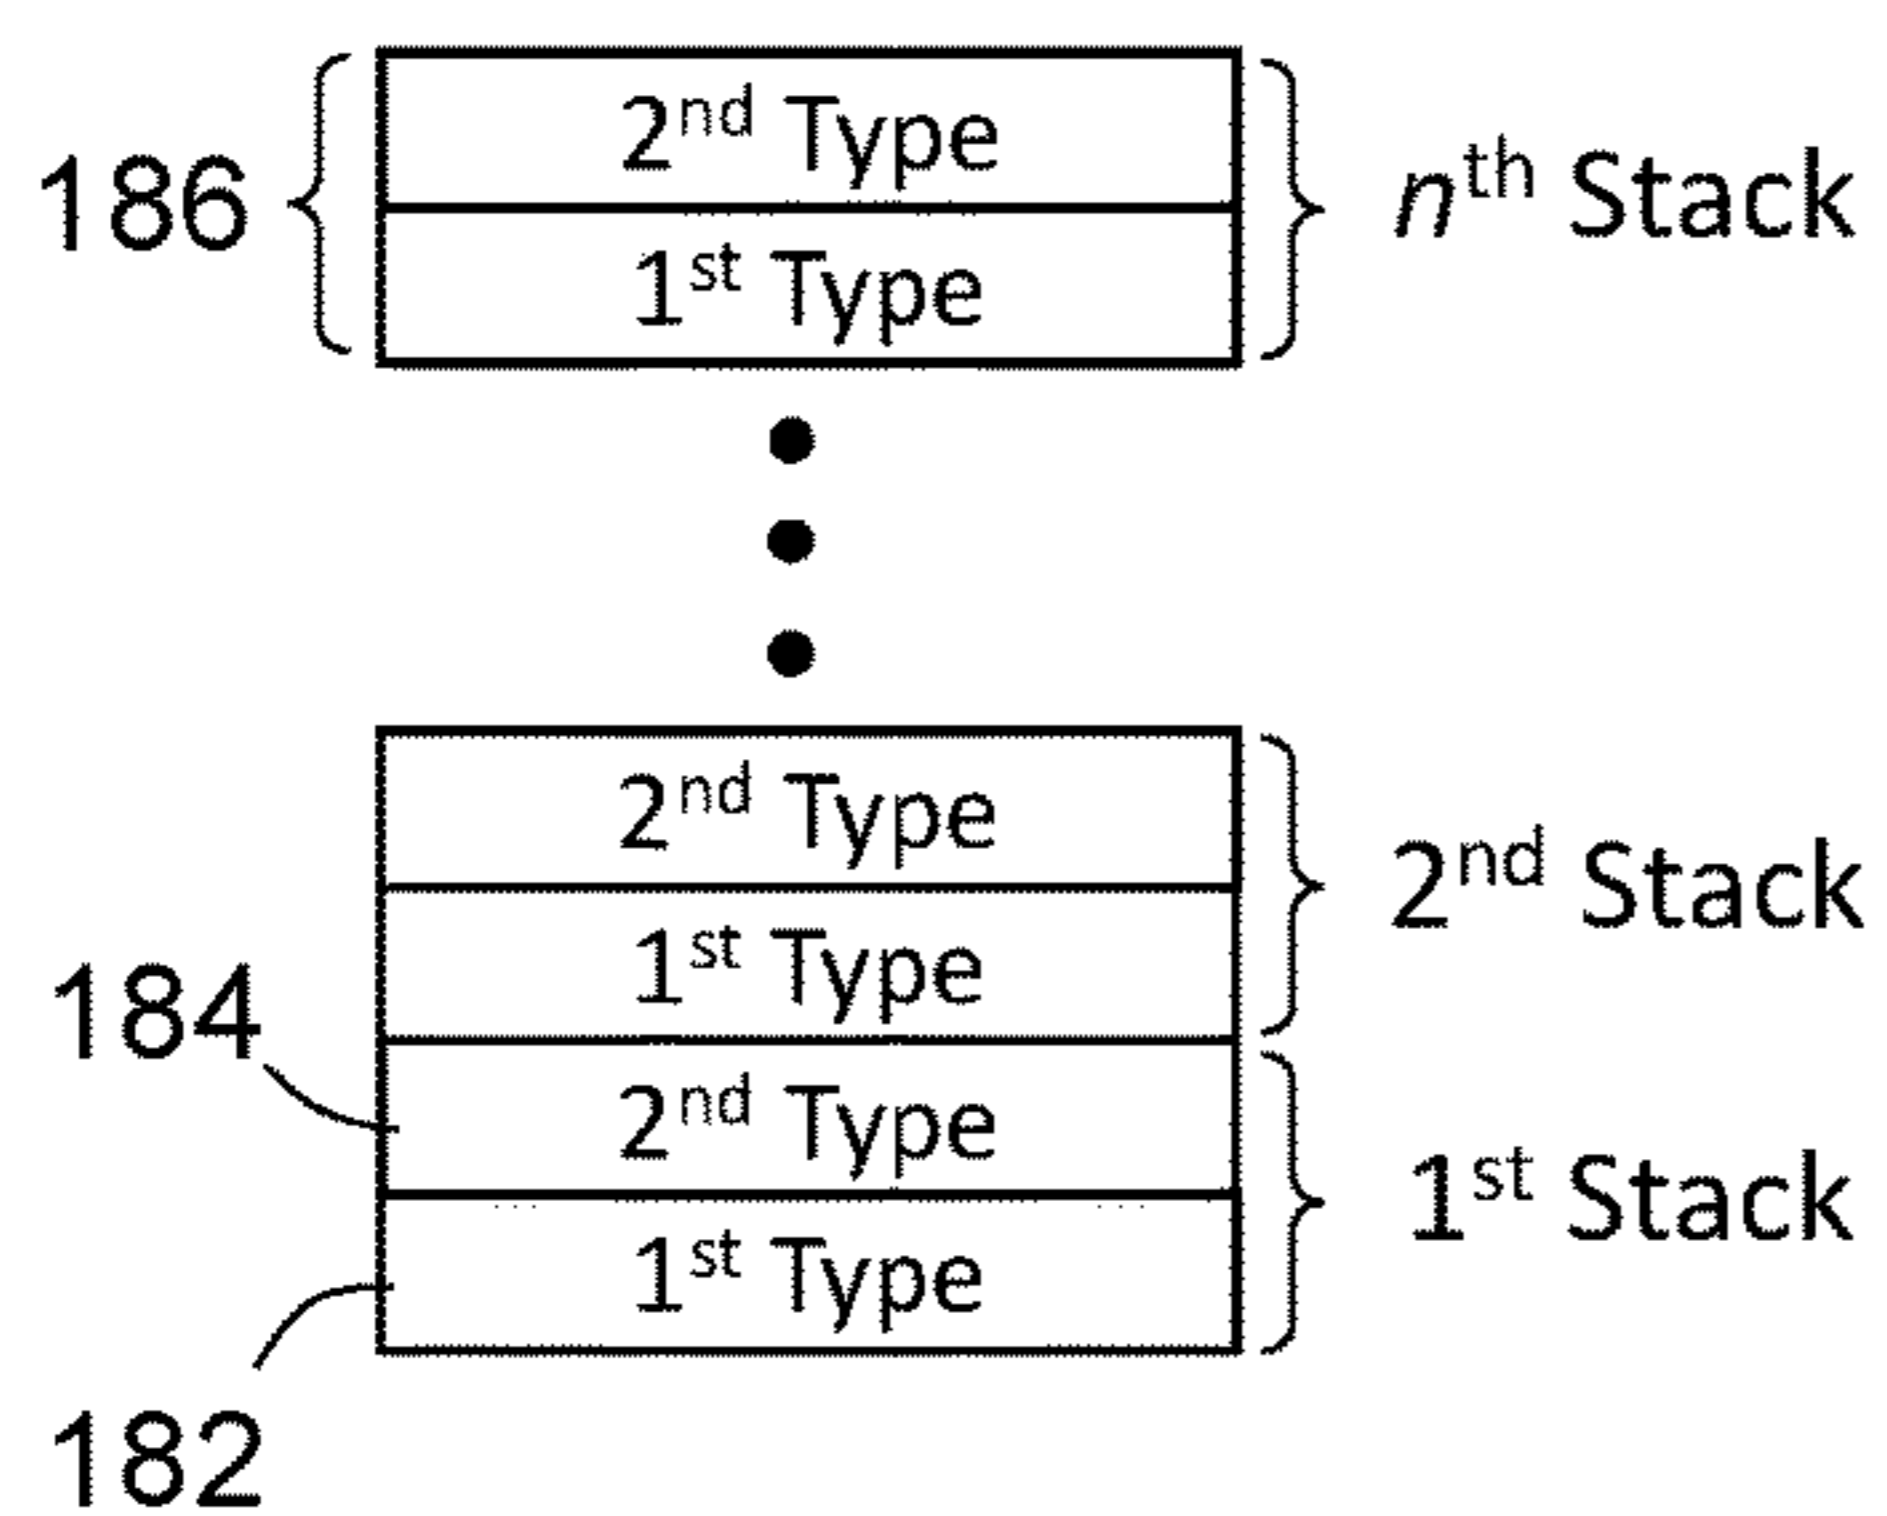 2nd Type
186
nth Stack
1st Type
2nd Type
2nd Stack
1st Type
184
2nd Type
1st Stack
1st Type
182